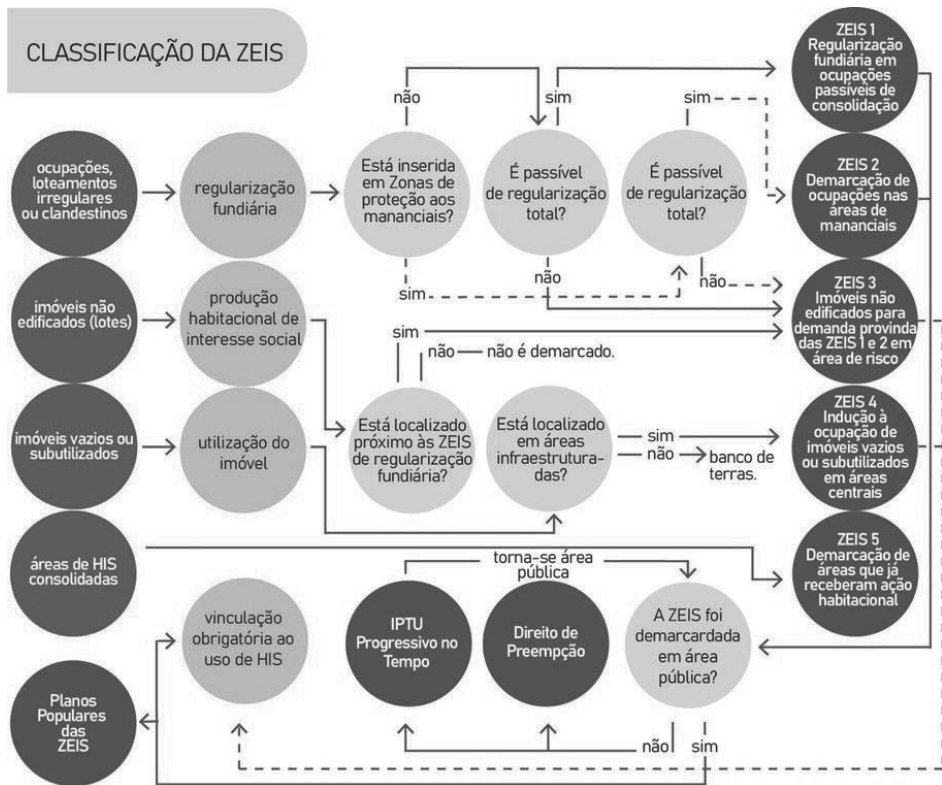 CLASSIFICAÇÃO DA ZEIS
ocupações,
loteamentos
irregulares
ou clandestinos
regularização
fundiária
Está inserida
em Zonas de
proteção aos
mananciais?
não
sim
É passível
de regularização
total?
sim
não
É passível
de regularização
total?
sim
não
ZEIS 1
Regularização
fundiária em
ocupações
passíveis de
consolidação
ZEIS 2
Demarcação de
ocupações nas
áreas de
mananciais
imóveis não
edificados (lotes)
produção
habitacional de
interesse social
sim
não
não é demarcado.
ZEIS 3
Imóveis não
edificados para
demanda provinda
das ZEIS 1 e 2 em
área de risco
imóveis vazios ou
subutilizados
utilização do
imóvel
Está localizado
próximo às ZEIS
de regularização
fundiária?
Está localizado
em áreas
infraestrutura-
das?
sim
não
banco de
terras.
ZEIS 4
Indução à
ocupação de
imóveis vazios
ou subutilizados
em áreas
centrais
áreas de HIS
consolidadas
ZEIS 5
Demarcação de
áreas que já
receberam ação
habitacional
torna-se área
pública
vinculação
obrigatória ao
uso de HIS
IPTU
Progressivo no
Tempo
Direito de
Preempção
A ZEIS foi
demarcardada
em área
pública?
não
sim
Planos
Populares
das
ZEIS